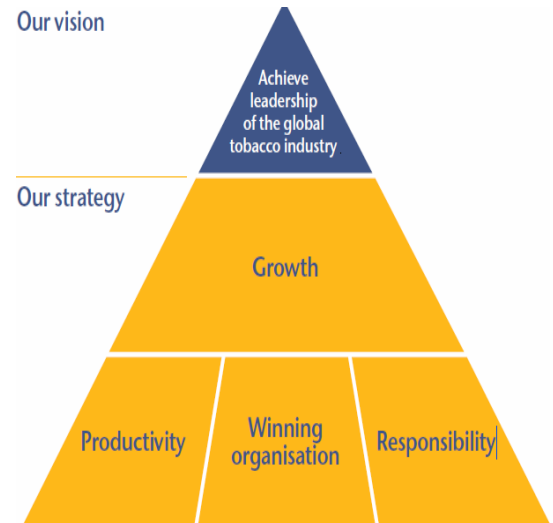 Our vision
Achieve
leadership
of the global
tobacco industry
Our strategy
Growth
Productivity
Winning
organisation
Responsibility